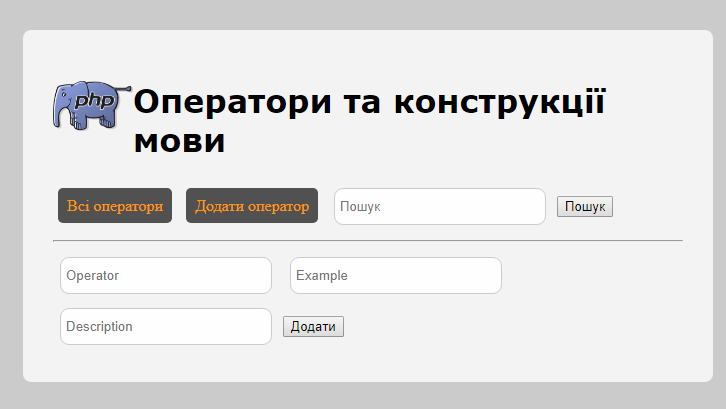 php
Оператори та конструкції
мови
Всі оператори Додати оператор Пошук Пошук
Operator Example
Description Додати